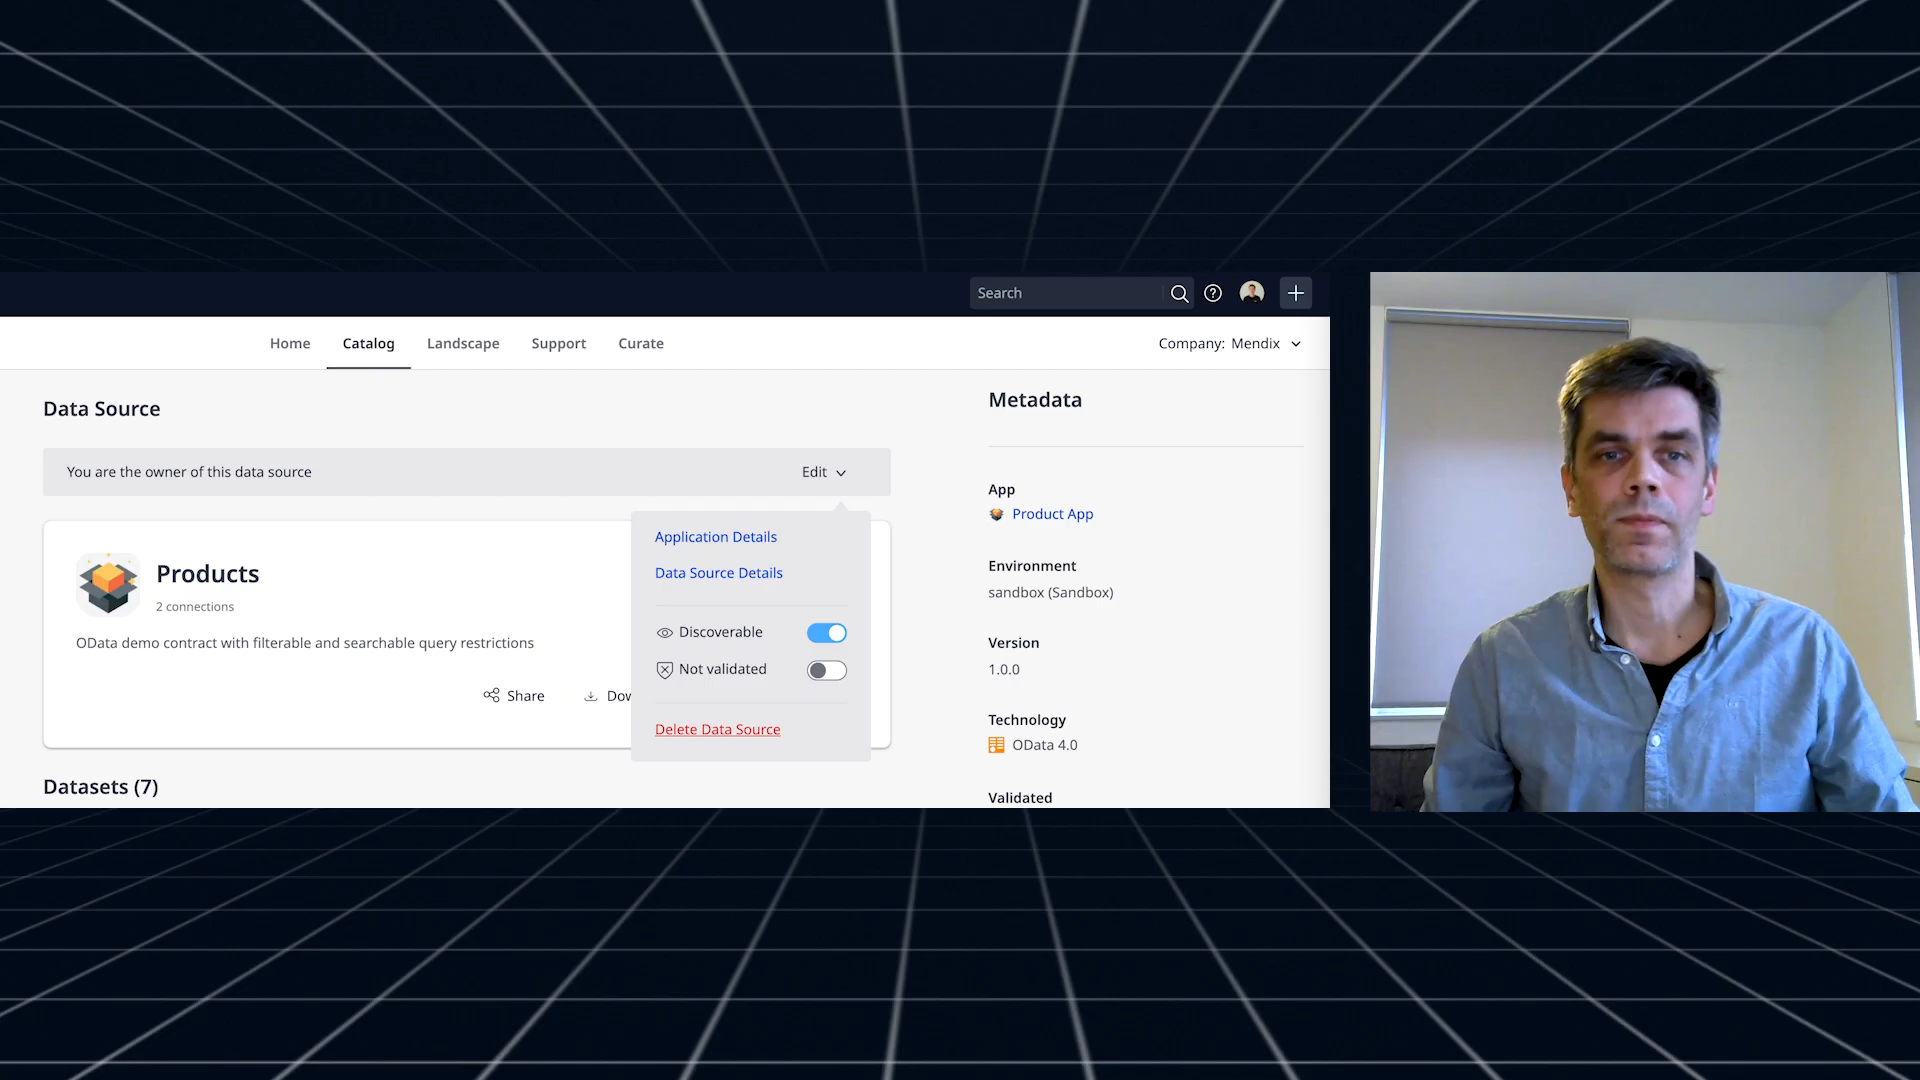 Search
Home Catalog Landscape Support Curate Company: Mendix
Data Source
You are the owner of this data source Edit
Application Details
Data Source Details
Discoverable
Not validated
Delete Data Source
Products
2 connections
OData demo contract with filterable and searchable query restrictions
Share Dow
Datasets (7)
Metadata
App
Product App
Environment
sandbox (Sandbox)
Version
1.0.0
Technology
OData 4.0
Validated